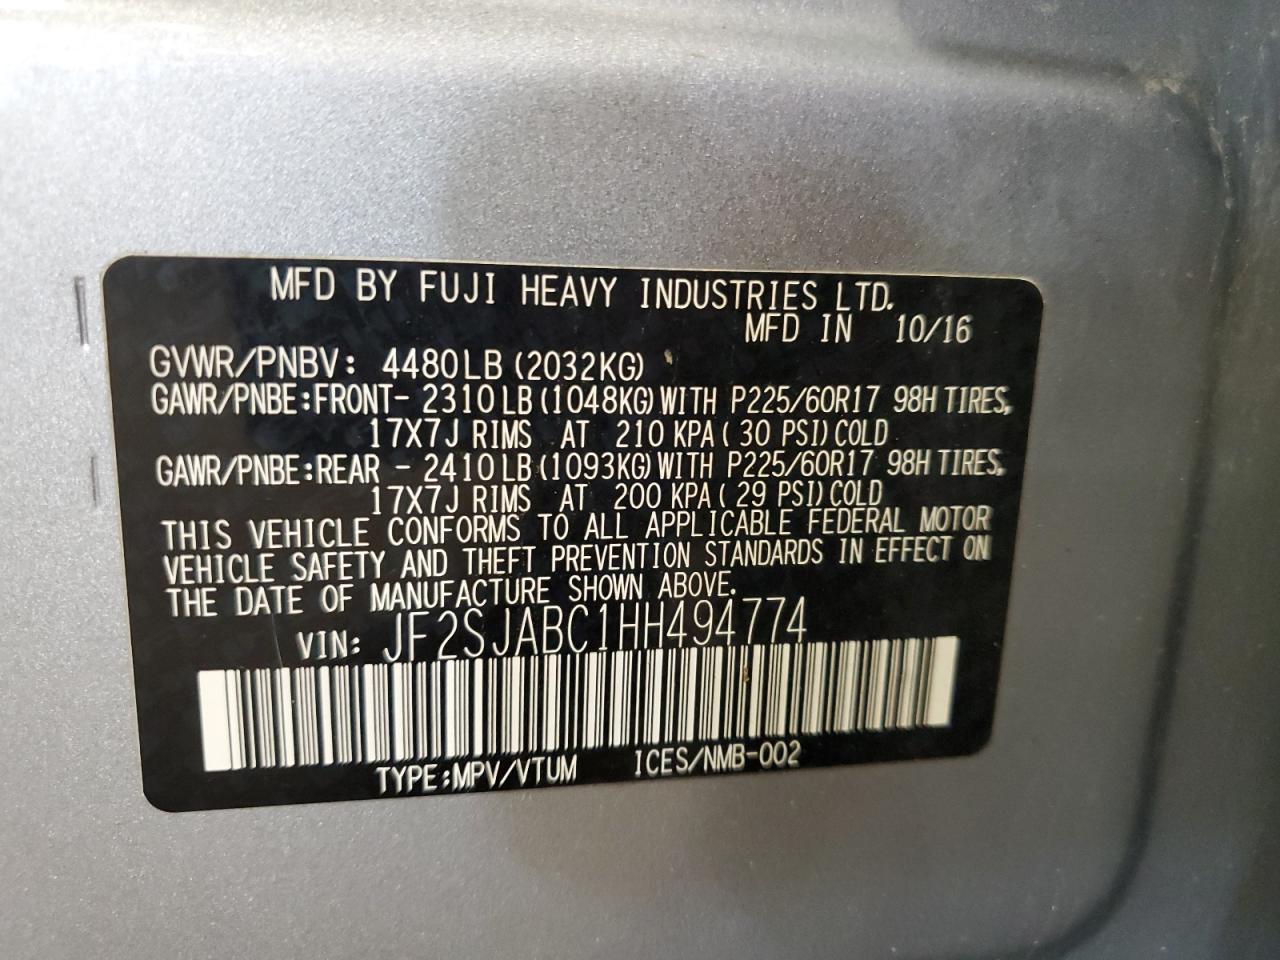 MFD BY FUJI HEAVY INDUSTRIES LTD.
MFD IN 10/16
GVWR/PNBV: 4480LB (2032KG)
GAWR/PNBE:FRONT- 2310LB (1048KG) WITH P225/60R17 98H TIRES,
17X7J RIMS AT 210 KPA ( 30 PSI) COLD
GAWR/PNBE:REAR - 2410LB (1093KG) WITH P225/60R17 98H TIRES,
17X7J RIMS AT 200 KPA ( 29 PSI) COLD
THIS VEHICLE CONFORMS TO ALL APPLICABLE FEDERAL MOTOR
VEHICLE SAFETY AND THEFT PREVENTION STANDARDS IN EFFECT ON
THE DATE OF MANUFACTURE SHOWN ABOVE.
VIN: JF2SJABC1HH494774
TYPE:MPV/VTUM ICES/NMB-002